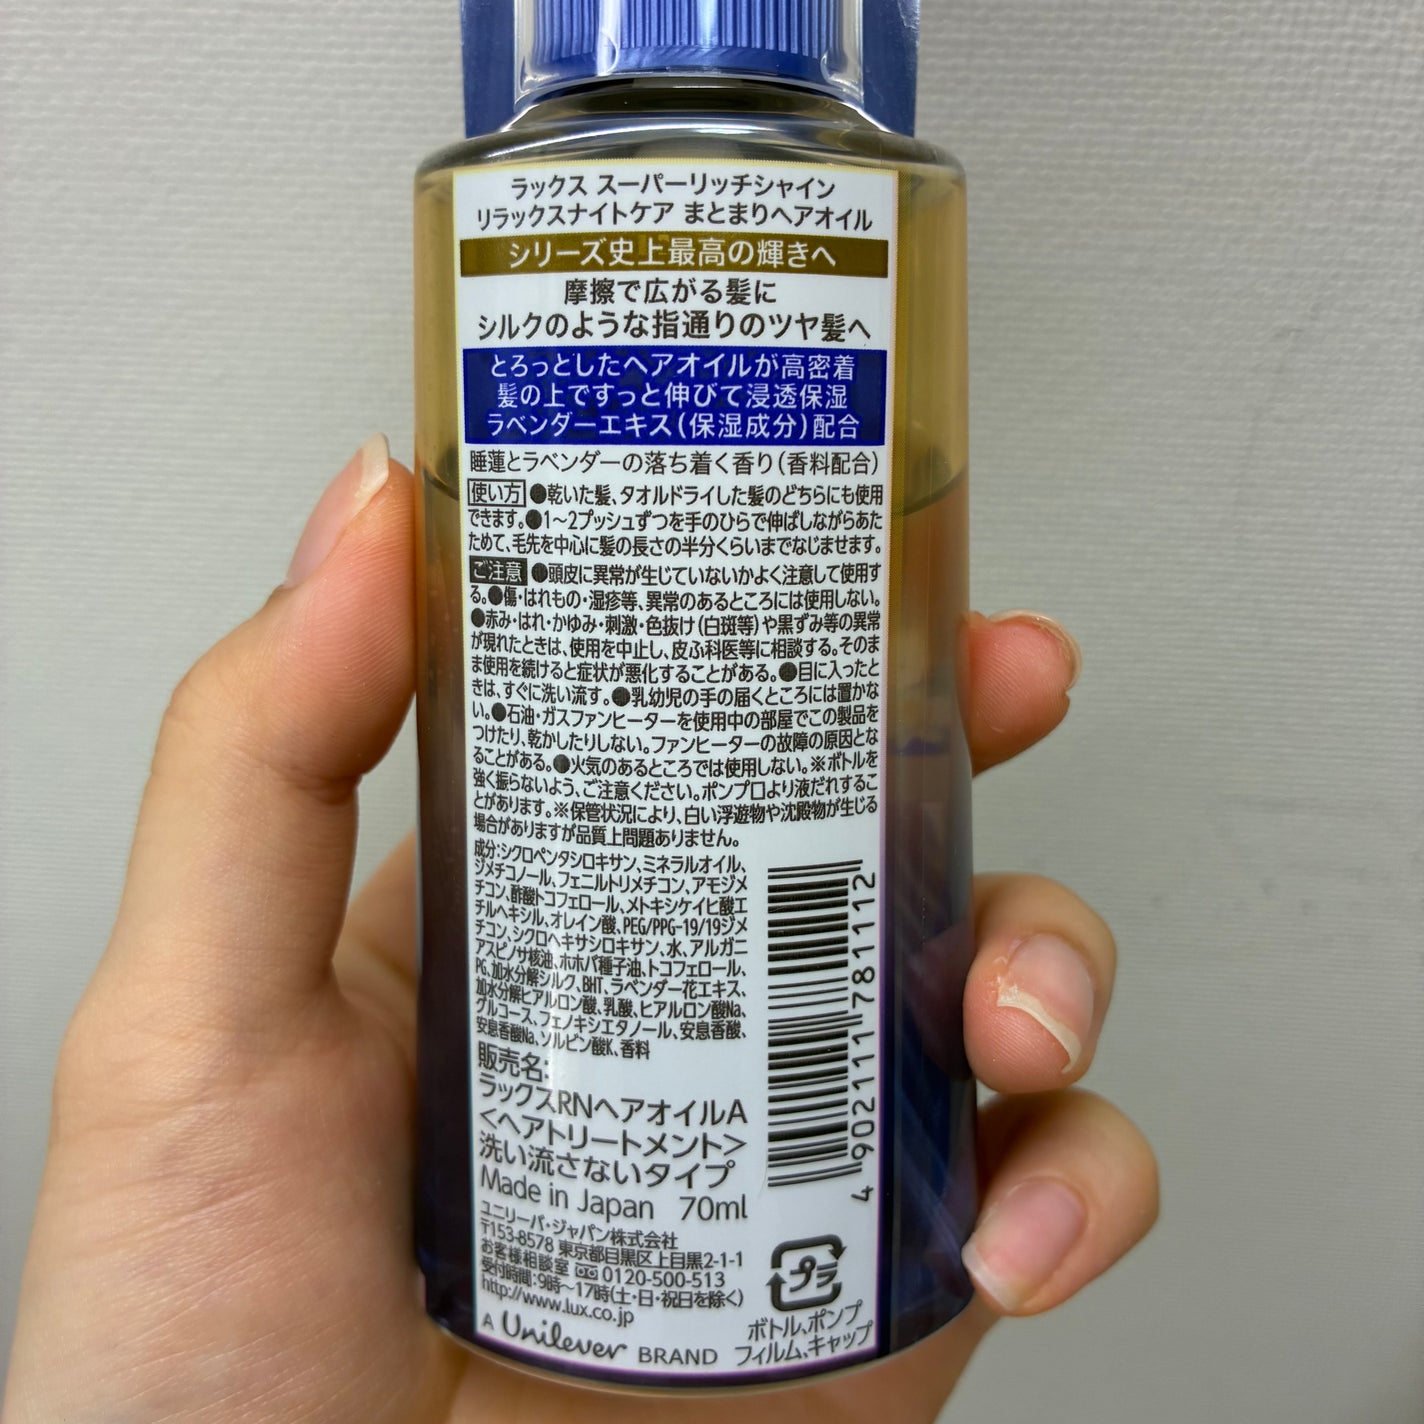 ラックス スーパーリッチシャイン
リラックスナイトケア まとまりヘアオイル
シリーズ史上最高の輝きへ
摩擦で広がる髪に
シルクのような指通りのツヤ髪へ
とろっとしたヘアオイルが高密着
髪の上ですっと伸びて浸透保湿
ラベンダーエキス(保湿成分)配合
睡蓮とラベンダーの落ち着く香り(香料配合)
使い方 ●乾いた髪、タオルドライした髪のどちらにも使用
できます。●1～2プッシュずつを手のひらで伸ばしながらあた
ためて、毛先を中心に髪の長さの半分くらいまでなじませます。
ご注意 ●頭皮に異常が生じていないかよく注意して使用す
る。●傷・はれもの・湿疹等、異常のあるところには使用しない。
●赤み・はれ・かゆみ・刺激・色抜け(白斑等)や黒ずみ等の異常
が現れたときは、使用を中止し、皮ふ科医等に相談する。そのま
ま使用を続けると症状が悪化することがある。●目に入ったと
きは、すぐに洗い流す。●乳幼児の手の届くところには置かな
い。●石油・ガスファンヒーターを使用中の部屋でこの製品を
つけたり、乾かしたりしない。ファンヒーターの故障の原因とな
ることがある。●火気のあるところでは使用しない。※ボトルを
強く振らないよう、ご注意ください。ポンプ口より液だれするこ
とがあります。※保管状況により、白い浮遊物や沈殿物が生じる
場合がありますが品質上問題ありません。
成分:シクロペンタシロキサン、ミネラルオイル、
ジメチコノール、フェニルトリメチコン、アモジメ
チコン、酢酸トコフェロール、メトキシケイヒ酸エ
チルヘキシル、オレイン酸、PEG/PPG-19/19ジメ
チコン、シクロヘキサシロキサン、水、アルガニ
アスピノサ核油、ホホバ種子油、トコフェロール、
PG、加水分解シルク、BHT、ラベンダー花エキス、
加水分解ヒアルロン酸、乳酸、ヒアルロン酸Na、
グルコース、フェノキシエタノール、安息香酸、
安息香酸Na、ソルビン酸K、香料
販売名:
ラックスRNヘアオイルA
<ヘアトリートメント>
洗い流さないタイプ
Made in Japan 70ml
ユニリーバ・ジャパン株式会社
〒153-8578 東京都目黒区上目黒2-1-1
お客様相談室 0120-500-513
受付時間:9時～17時(土・日・祝日を除く)
http://www.lux.co.jp
A Unilever BRAND
4902111781112
プラ
ボトル、ポンプ
フィルム、キャップ